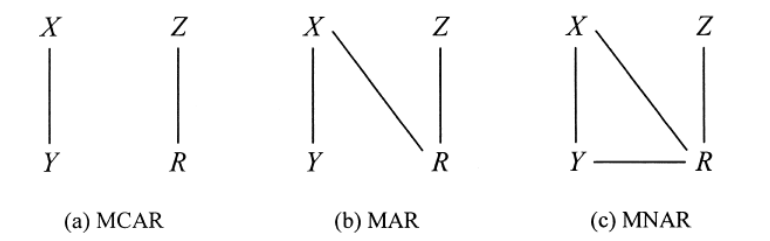 X Z X Z X Z
Y R Y R Y R
(a) MCAR (b) MAR (c) MNAR